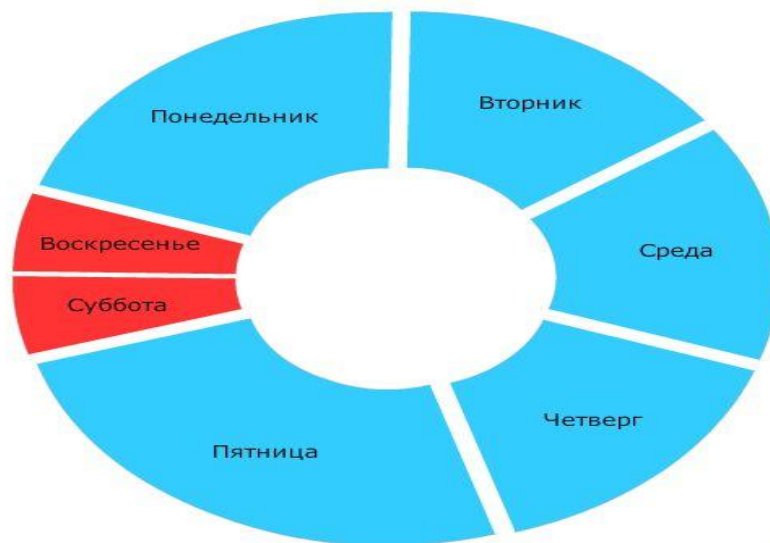 Понедельник
Вторник
Воскресенье
Среда
Суббота
Четверг
Пятница